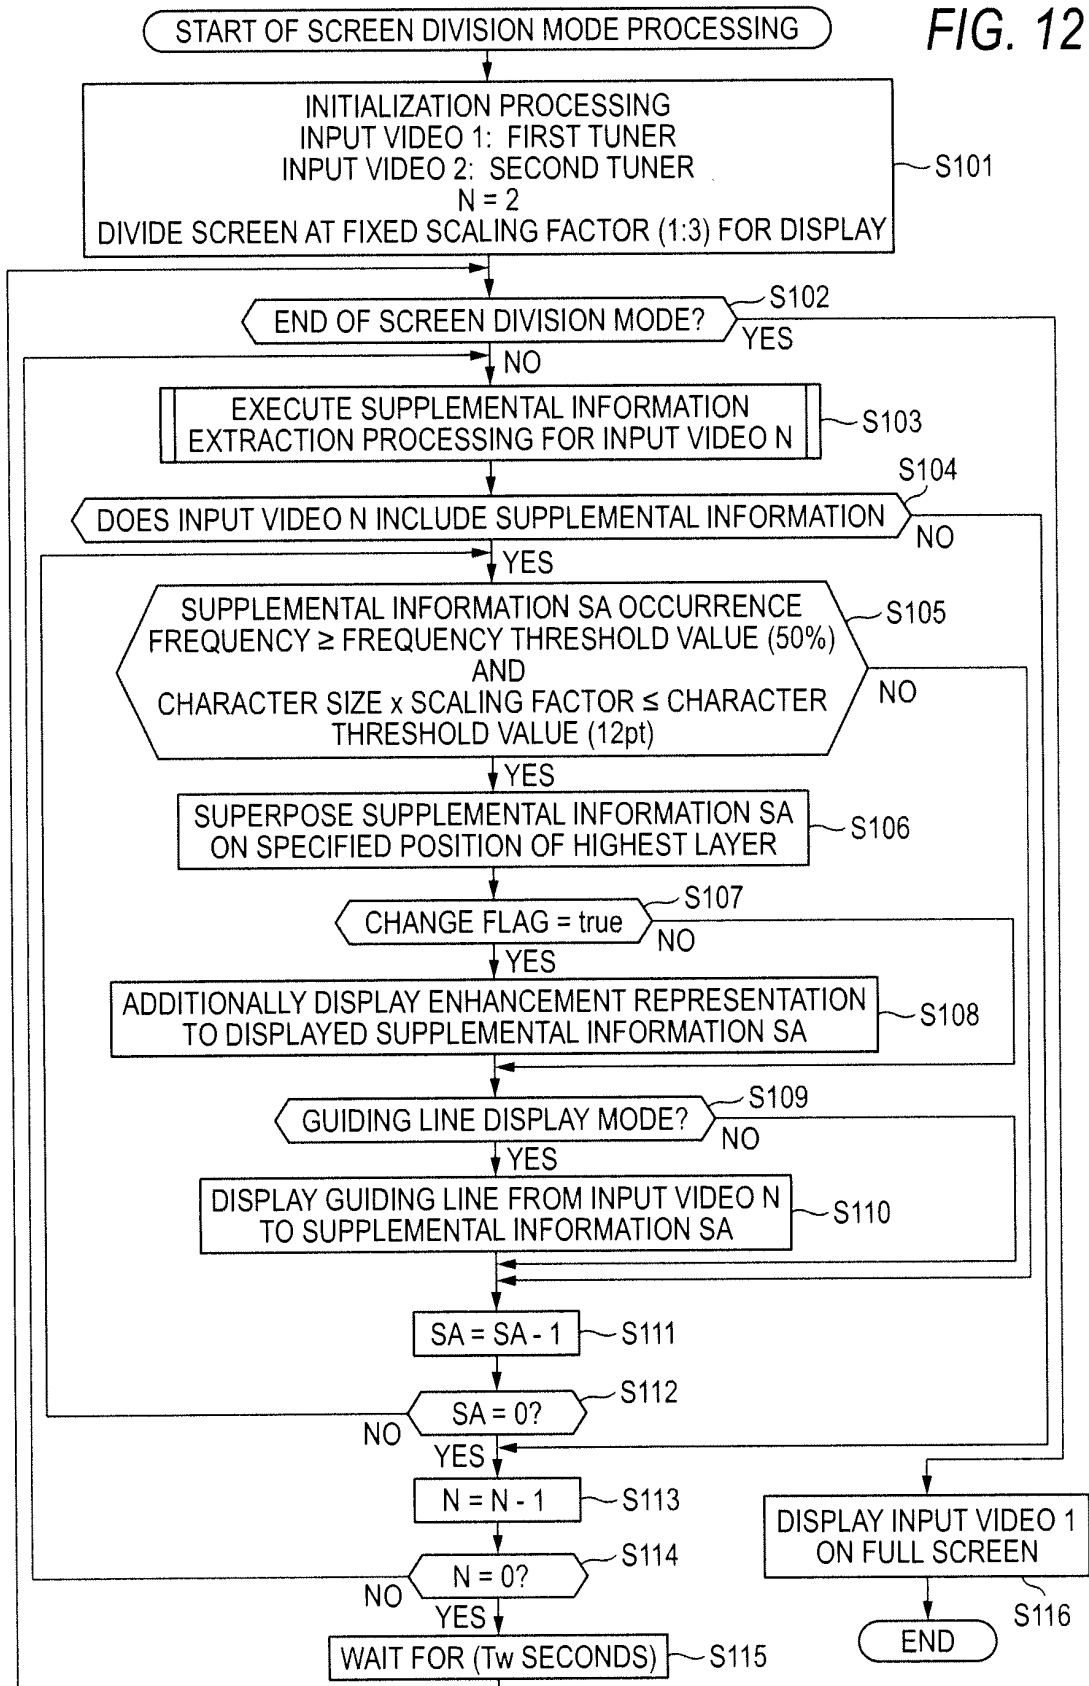 FIG. 12
START OF SCREEN DIVISION MODE PROCESSING
INITIALIZATION PROCESSING
INPUT VIDEO 1: FIRST TUNER
INPUT VIDEO 2: SECOND TUNER
N = 2
DIVIDE SCREEN AT FIXED SCALING FACTOR (1:3) FOR DISPLAY
S101
S102
END OF SCREEN DIVISION MODE?
YES
NO
EXECUTE SUPPLEMENTAL INFORMATION
EXTRACTION PROCESSING FOR INPUT VIDEO N
S103
S104
DOES INPUT VIDEO N INCLUDE SUPPLEMENTAL INFORMATION
NO
YES
SUPPLEMENTAL INFORMATION SA OCCURRENCE
FREQUENCY ≥ FREQUENCY THRESHOLD VALUE (50%)
AND
CHARACTER SIZE x SCALING FACTOR ≤ CHARACTER
THRESHOLD VALUE (12pt)
S105
NO
YES
SUPERPOSE SUPPLEMENTAL INFORMATION SA
ON SPECIFIED POSITION OF HIGHEST LAYER
S106
S107
CHANGE FLAG = true
NO
YES
ADDITIONALLY DISPLAY ENHANCEMENT REPRESENTATION
TO DISPLAYED SUPPLEMENTAL INFORMATION SA
S108
S109
GUIDING LINE DISPLAY MODE?
NO
YES
DISPLAY GUIDING LINE FROM INPUT VIDEO N
TO SUPPLEMENTAL INFORMATION SA
S110
SA = SA - 1
S111
S112
SA = 0?
NO
YES
N = N - 1
S113
S114
N = 0?
NO
YES
WAIT FOR (Tw SECONDS)
S115
DISPLAY INPUT VIDEO 1
ON FULL SCREEN
S116
END